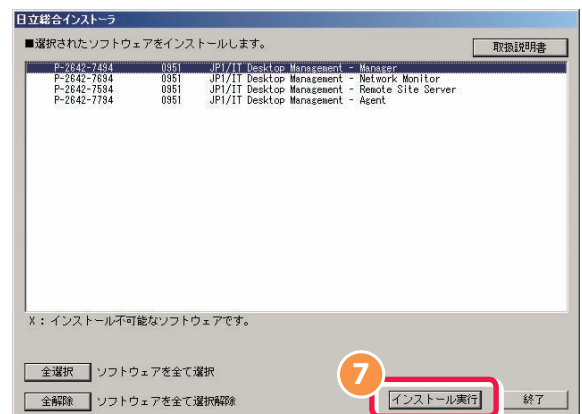 日立総合インストーラ
■選択されたソフトウェアをインストールします。
取扱説明書
P-2642-7494 0951 JP1/IT Desktop Management - Manager
P-2642-7694 0951 JP1/IT Desktop Management - Network Monitor
P-2642-7594 0951 JP1/IT Desktop Management - Remote Site Server
P-2642-7794 0951 JP1/IT Desktop Management - Agent
X：インストール不可能なソフトウェアです。
全選択 ソフトウェアを全て選択
7
全解除 ソフトウェアを全て選択解除
インストール実行 終了